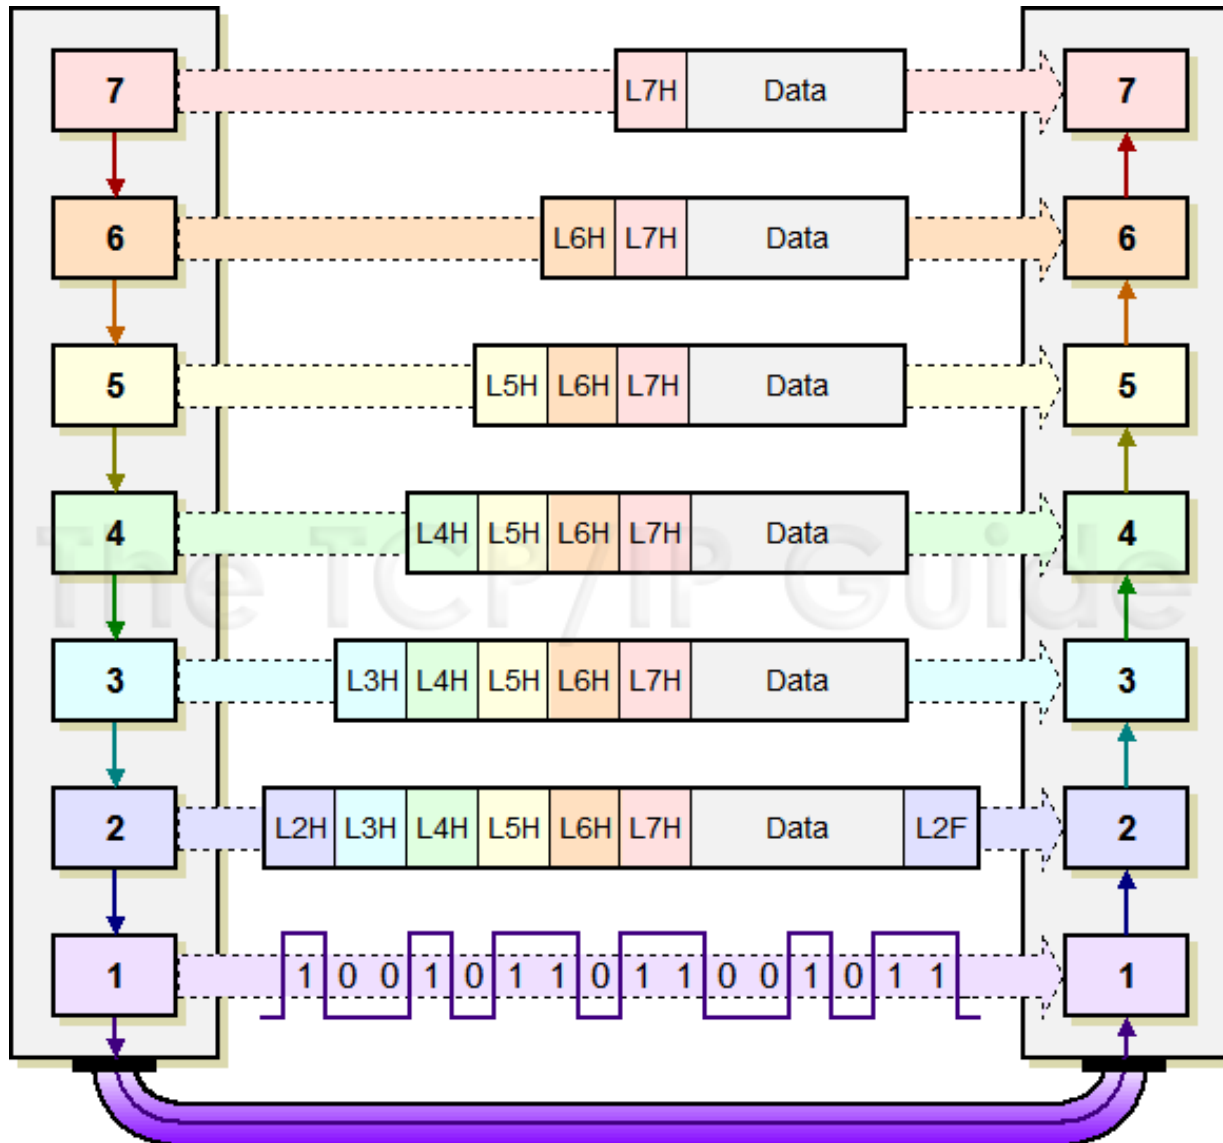 7 L7H Data 7
6 L6H L7H Data 6
5 L5H L6H L7H Data 5
4 L4H L5H L6H L7H Data 4
The TCP/IP Guide
3 L3H L4H L5H L6H L7H Data 3
2 L2H L3H L4H L5H L6H L7H Data L2F 2
1 1 0 0 1 0 1 1 0 1 1 0 0 1 0 1 1 1